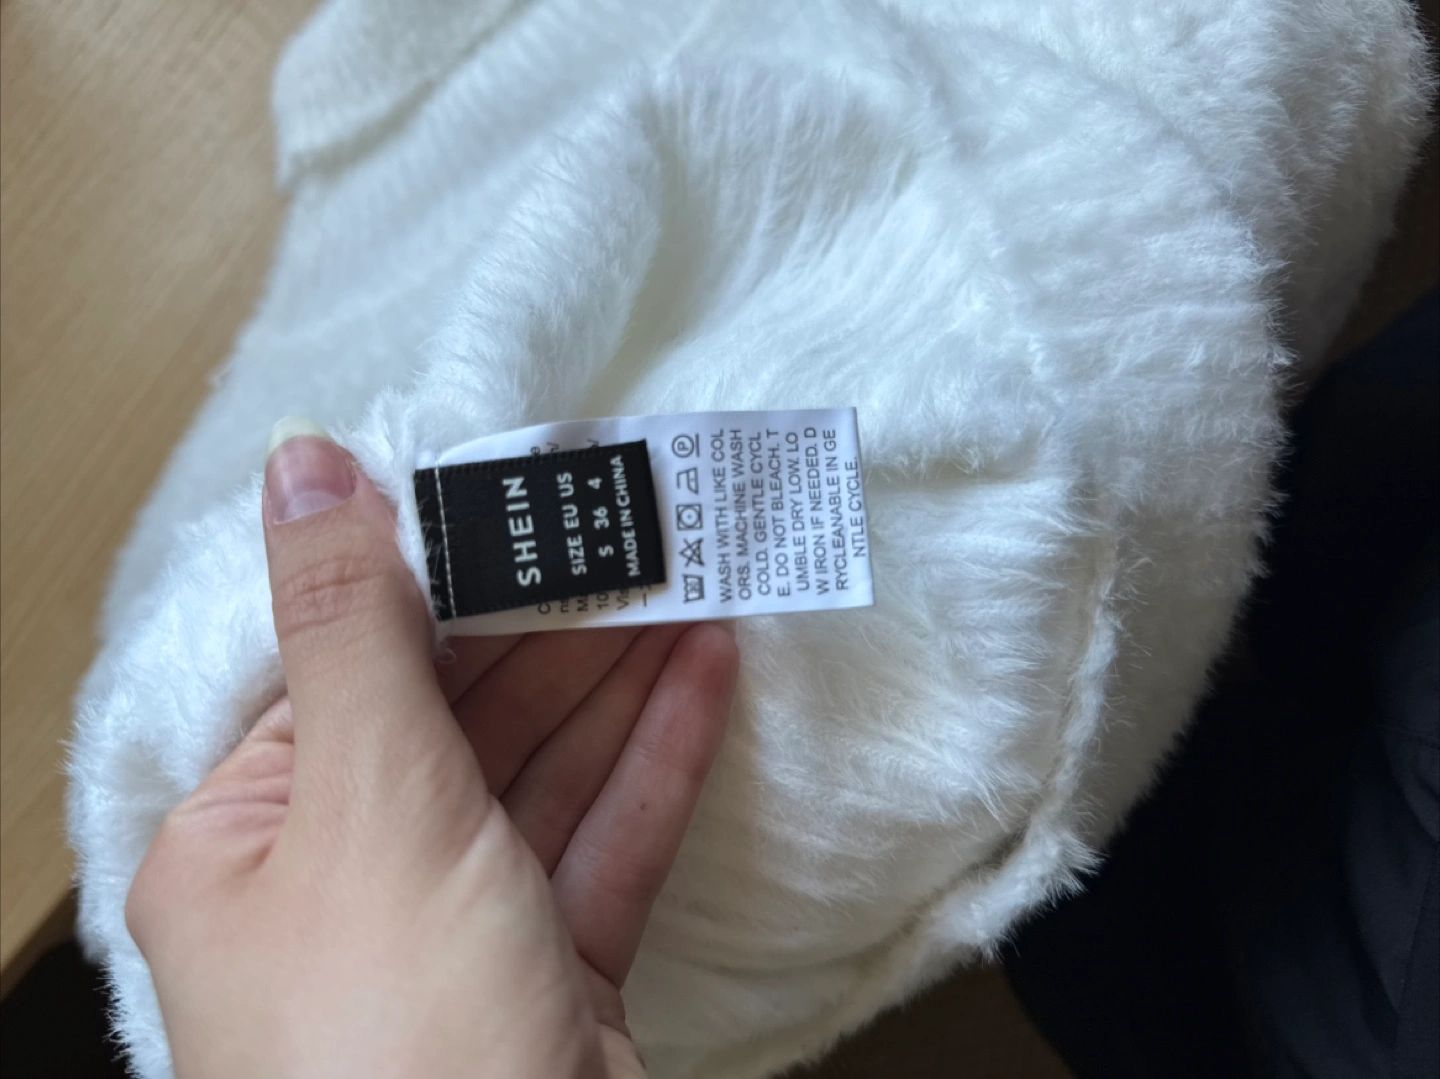 SHEIN
SIZE EU US
S 36 4
MADE IN CHINA
WASH WITH LIKE COL
ORS. MACHINE WASH
COLD. GENTLE CYCL
E. DO NOT BLEACH. T
UMBLE DRY LOW. LO
W IRON IF NEEDED. D
RYCLEANABLE IN GE
NTLE CYCLE.